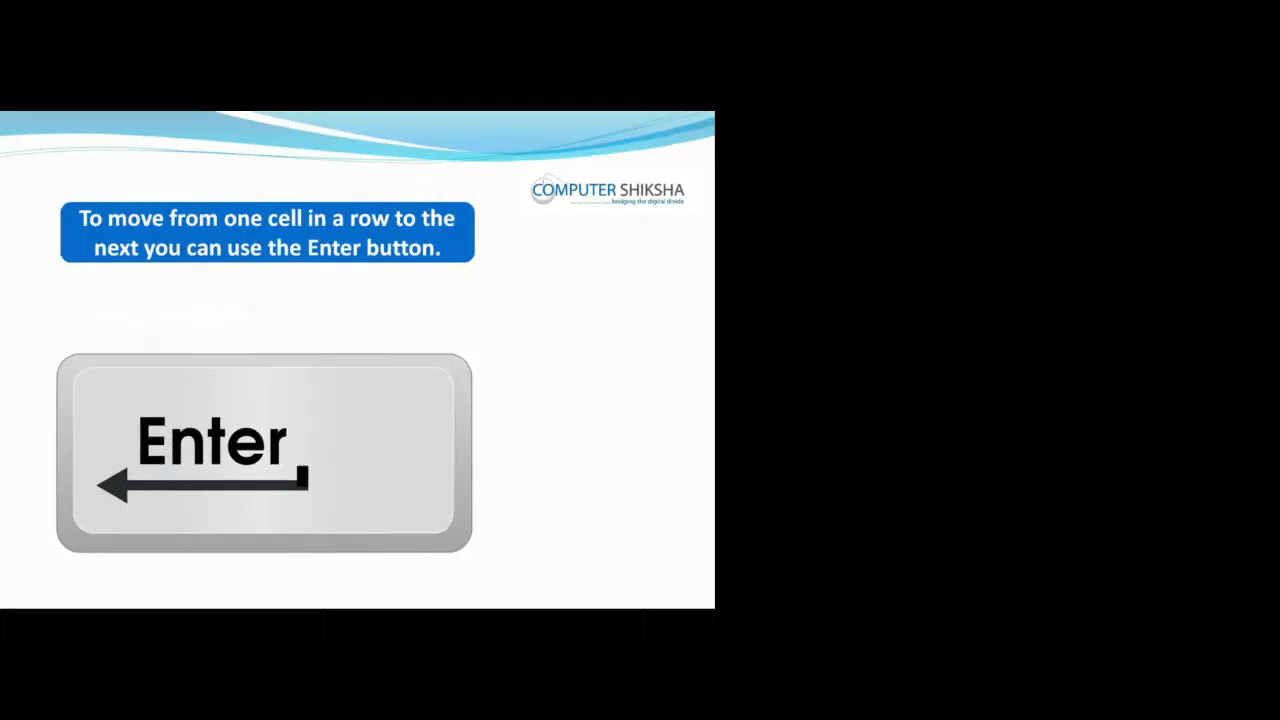 COMPUTER SHIKSHA
bridging the digital divide
To move from one cell in a row to the
next you can use the Enter button.
Enter